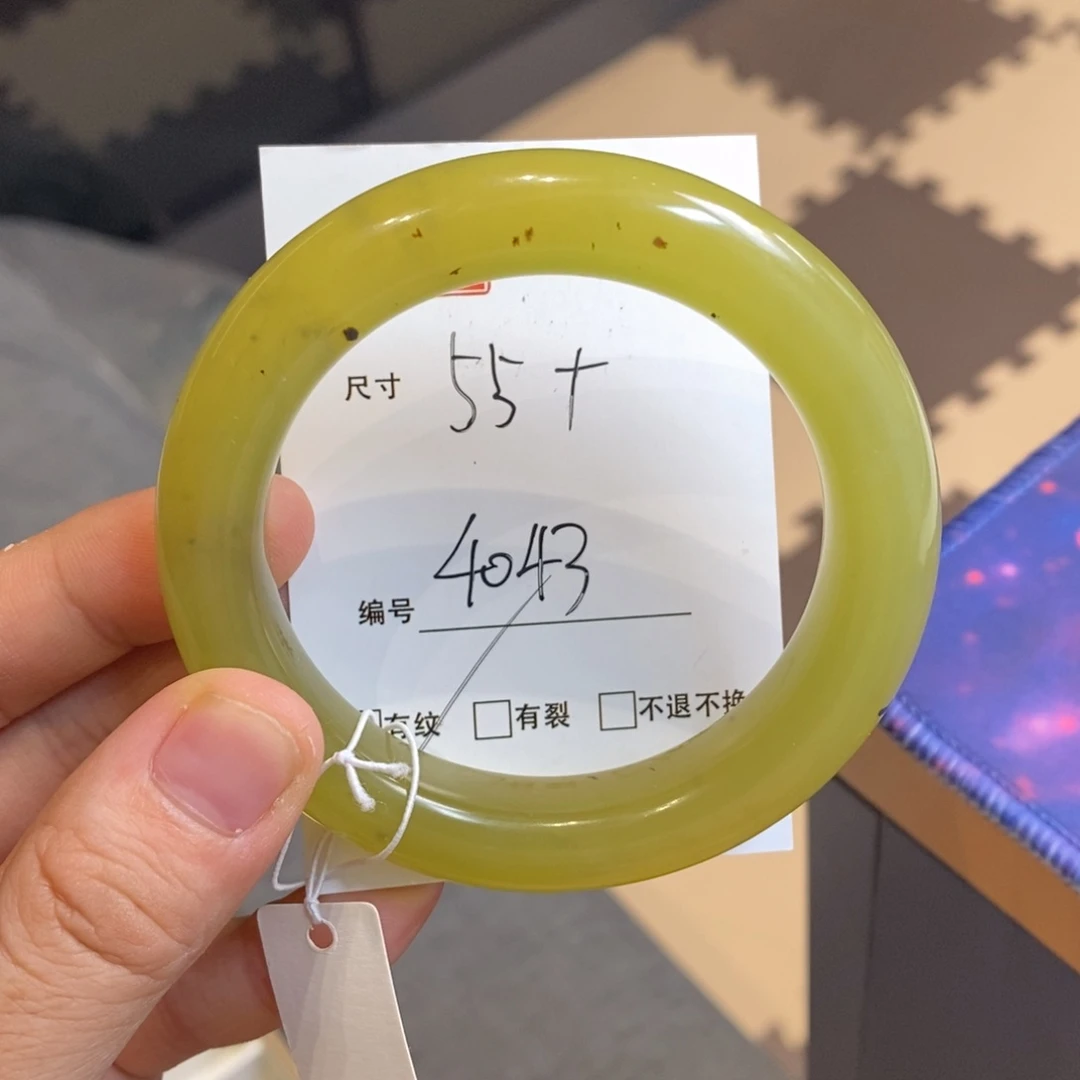 尺寸 55+
编号 4043
□有纹 □有裂 □不退不换